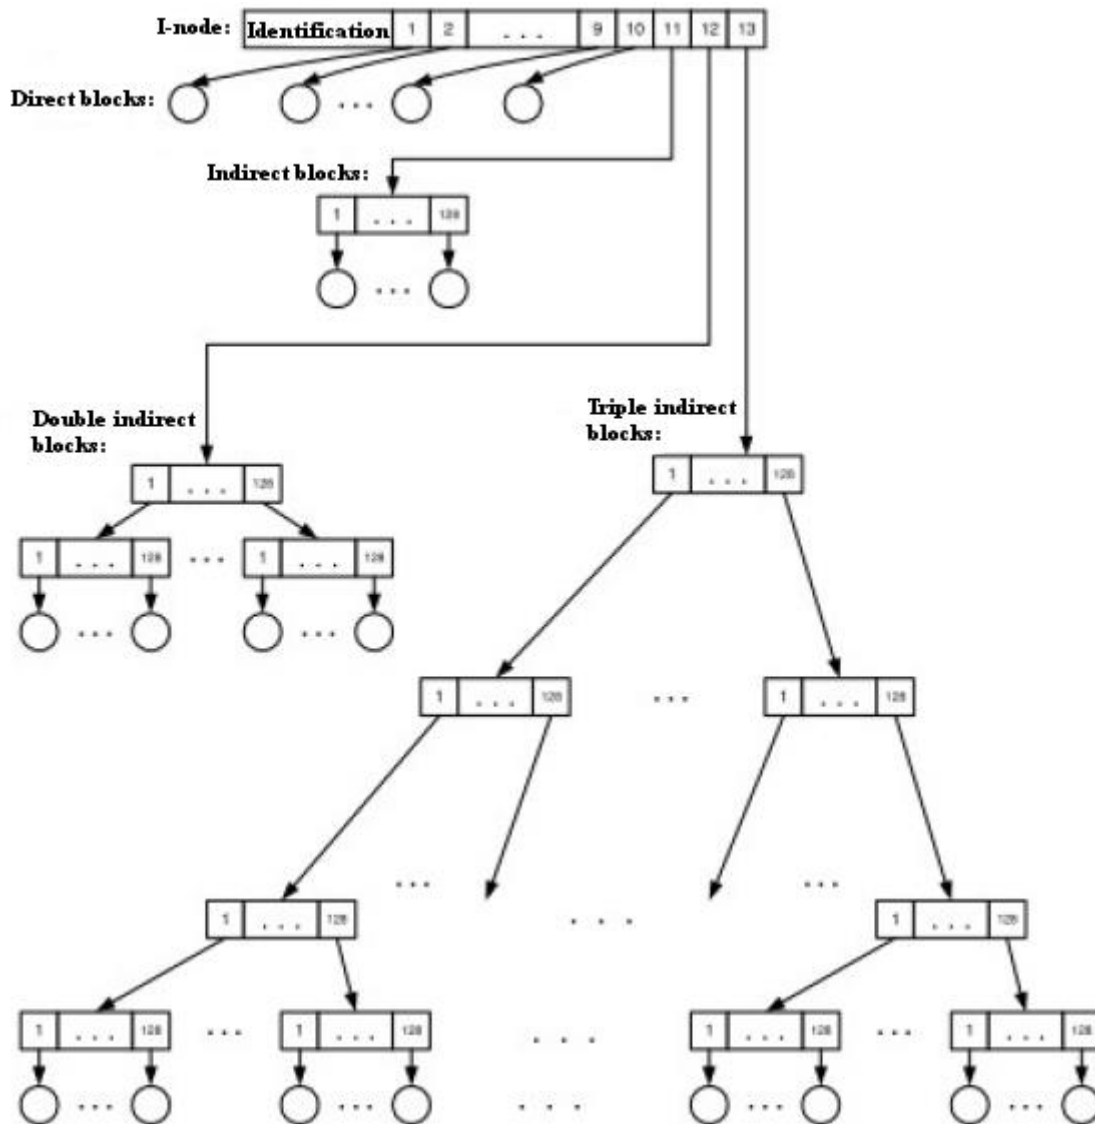 I-node: Identification 1 2 . . . 9 10 11 12 13
Direct blocks: . . .
Indirect blocks:
1 . . . 128
. . .
Double indirect
blocks:
1 . . . 128
1 . . . 128 . . . 1 . . . 128
. . . . . .
Triple indirect
blocks:
1 . . . 128
1 . . . 128 . . . 1 . . . 128
. . . . . .
. . .
1 . . . 128 1 . . . 128
1 . . . 128 . . . 1 . . . 128 . . . 1 . . . 128 . . . 1 . . . 128
. . . . . . . . . . . . . . .